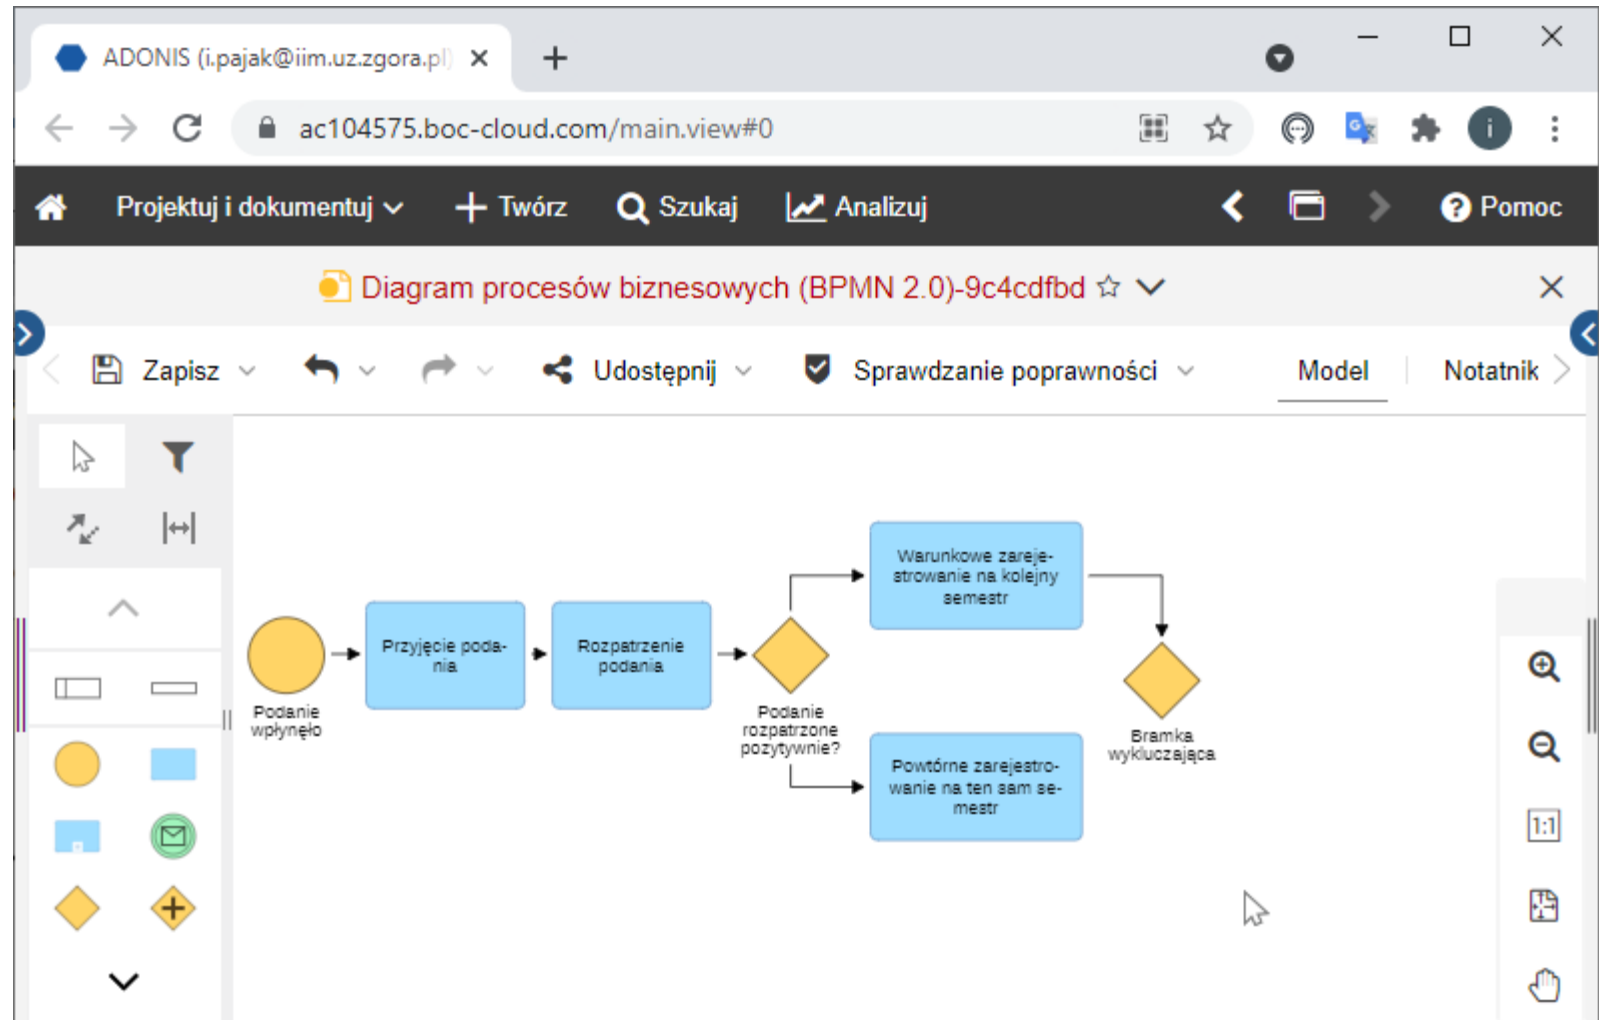 ADONIS (i.pajak@iim.uz.zgora.pl)
ac104575.boc-cloud.com/main.view#0
i
Projektuj i dokumentuj
Twórz
Szukaj
Analizuj
Pomoc
Diagram procesów biznesowych (BPMN 2.0)-9c4cdfbd
Zapisz
Udostępnij
Sprawdzanie poprawności
Model
Notatnik
Podanie
wpłynęło
Przyjęcie poda-
nia
Rozpatrzenie
podania
Podanie
rozpatrzone
pozytywnie?
Warunkowe zareje-
strowanie na kolejny
semestr
Powtórne zarejestro-
wanie na ten sam se-
mestr
Bramka
wykluczająca
1:1